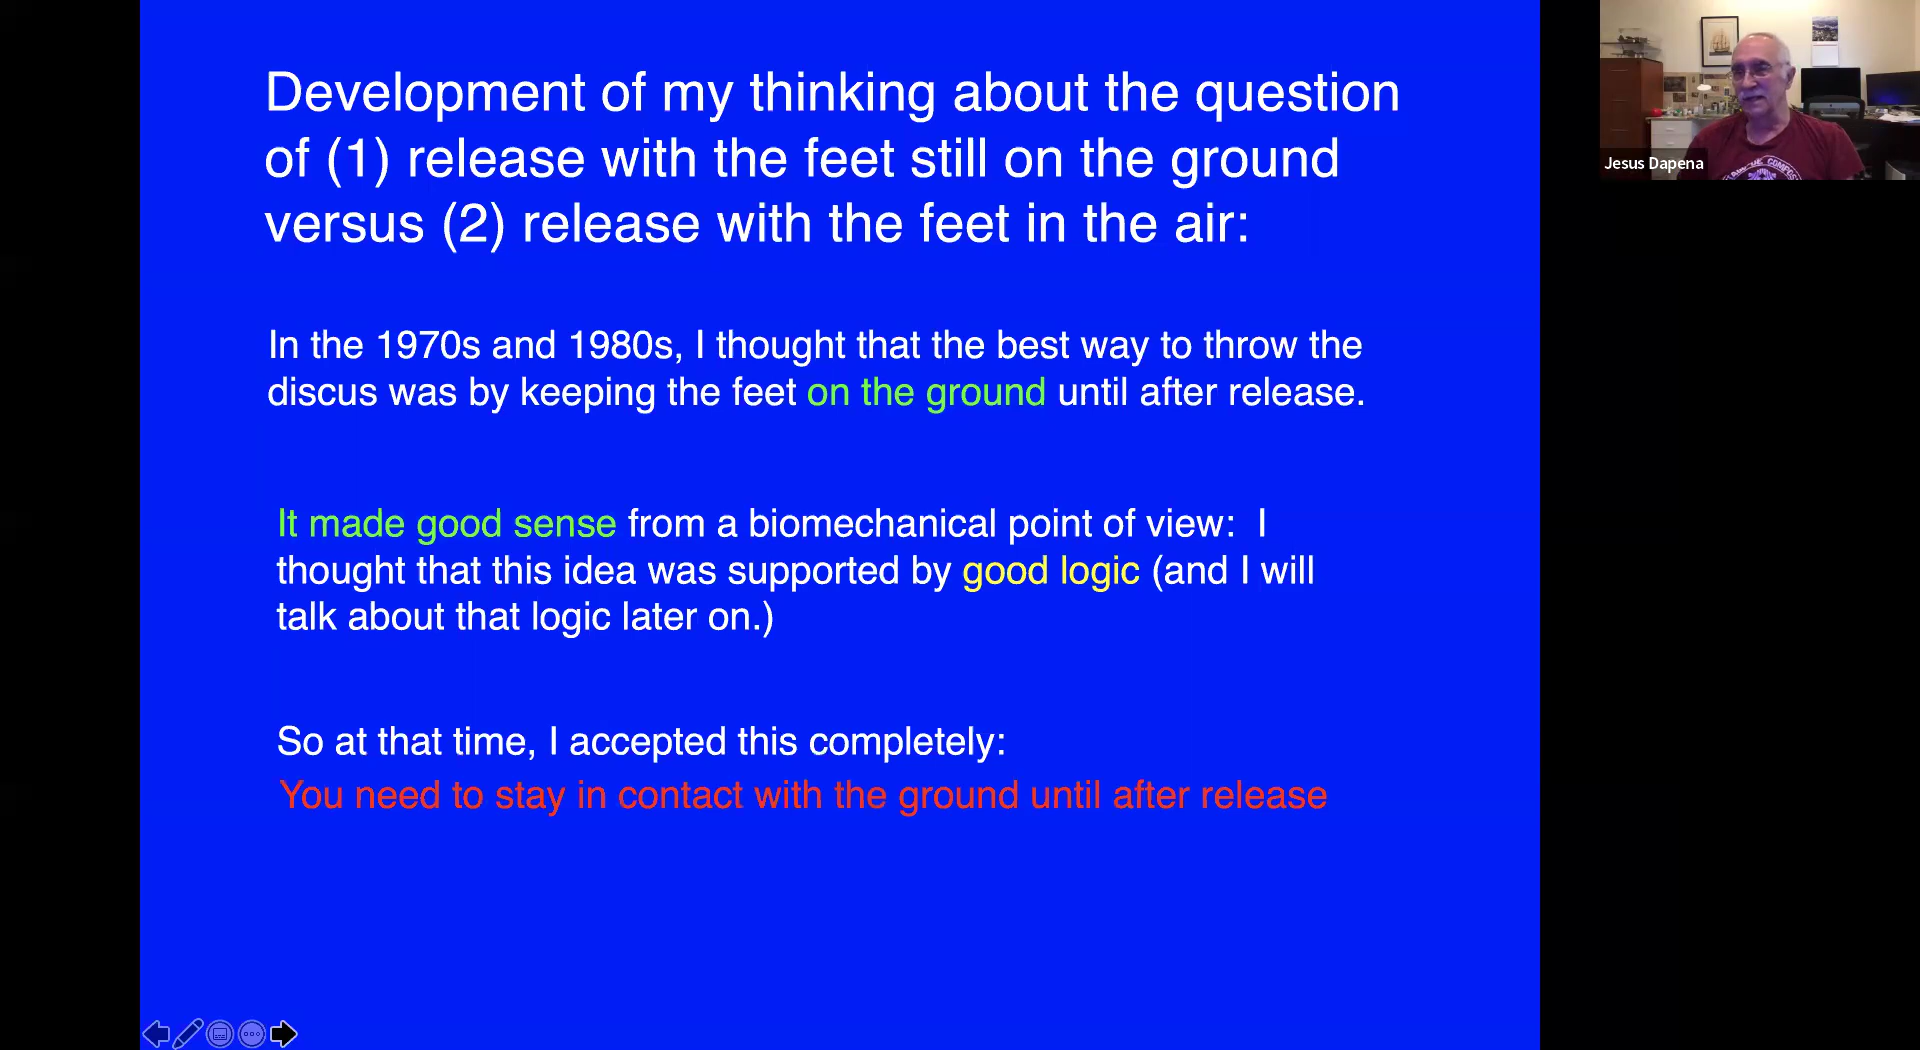 Development of my thinking about the question
of (1) release with the feet still on the ground
versus (2) release with the feet in the air:
In the 1970s and 1980s, I thought that the best way to throw the
discus was by keeping the feet on the ground until after release.
It made good sense from a biomechanical point of view:  I
thought that this idea was supported by good logic (and I will
talk about that logic later on.)
So at that time, I accepted this completely:
You need to stay in contact with the ground until after release
Jesus Dapena